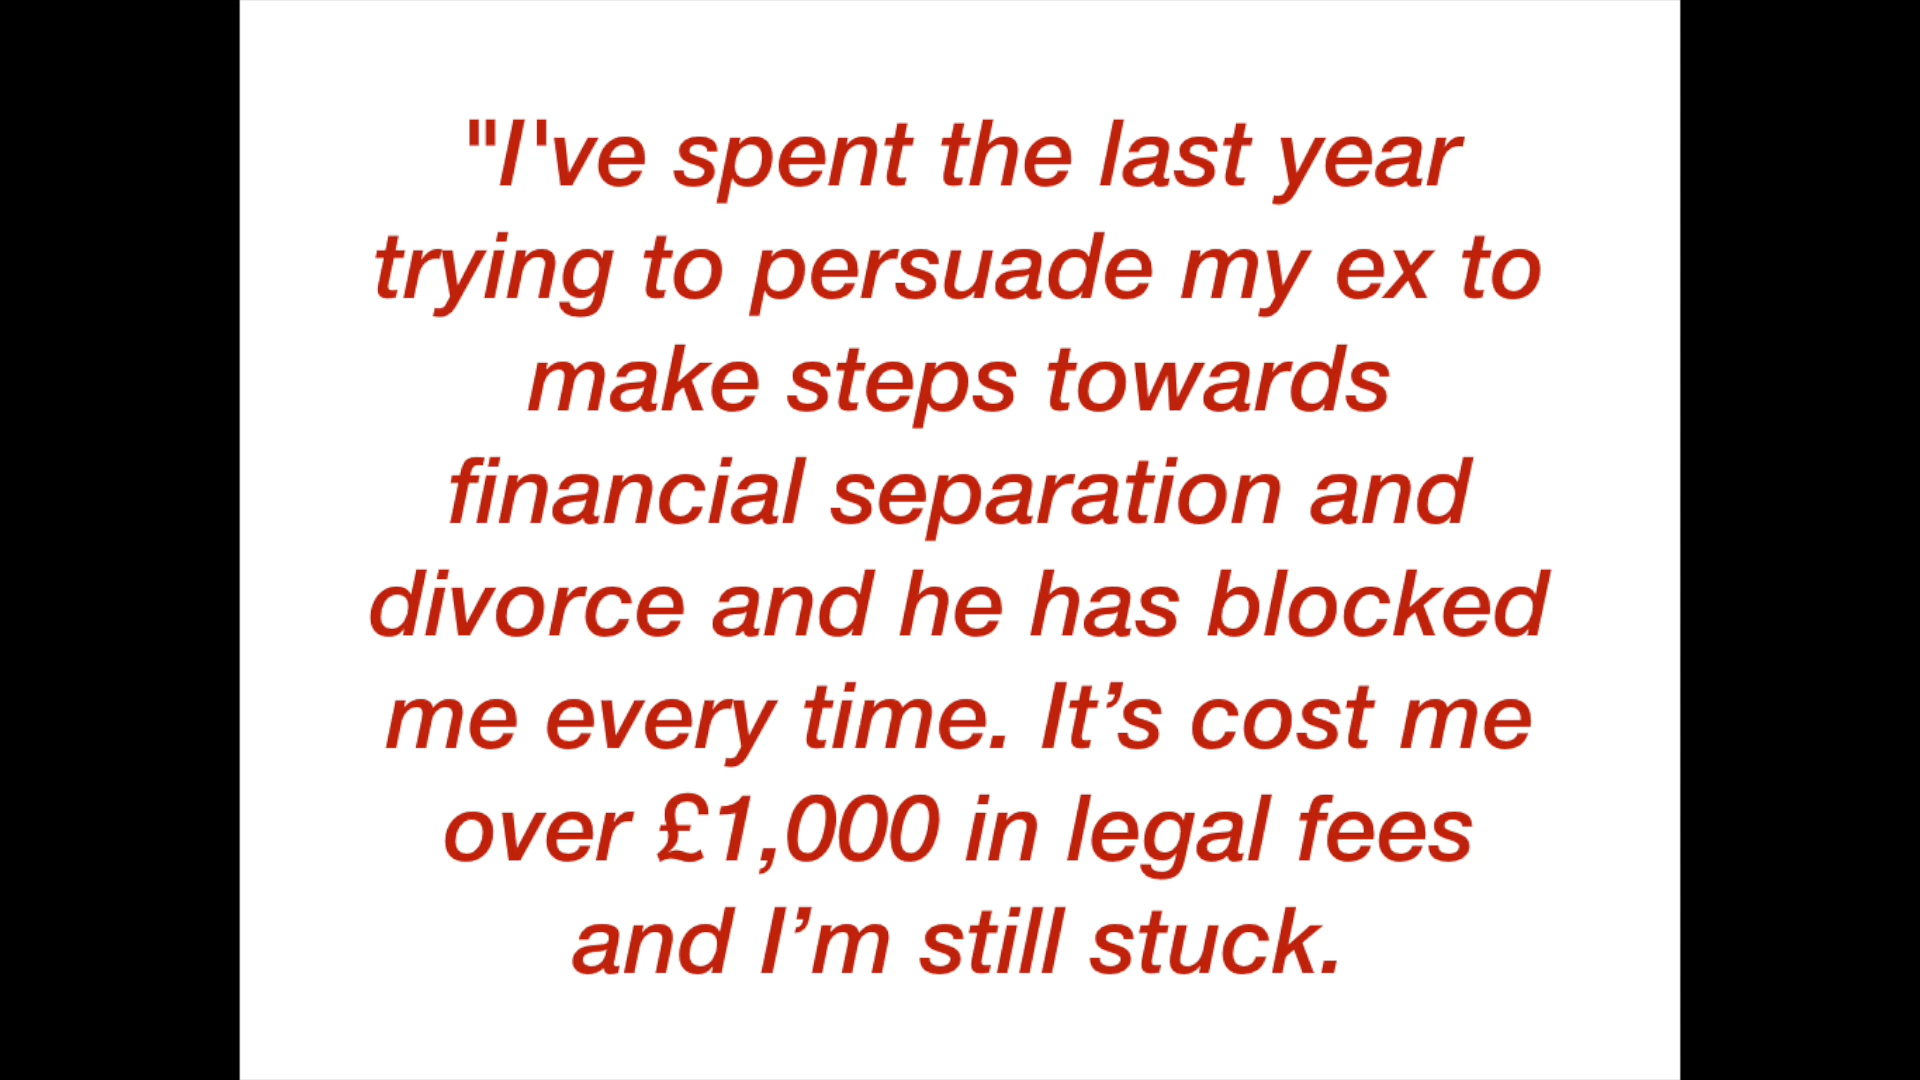 "I've spent the last year
trying to persuade my ex to
make steps towards
financial separation and
divorce and he has blocked
me every time. It’s cost me
over £1,000 in legal fees
and I’m still stuck.